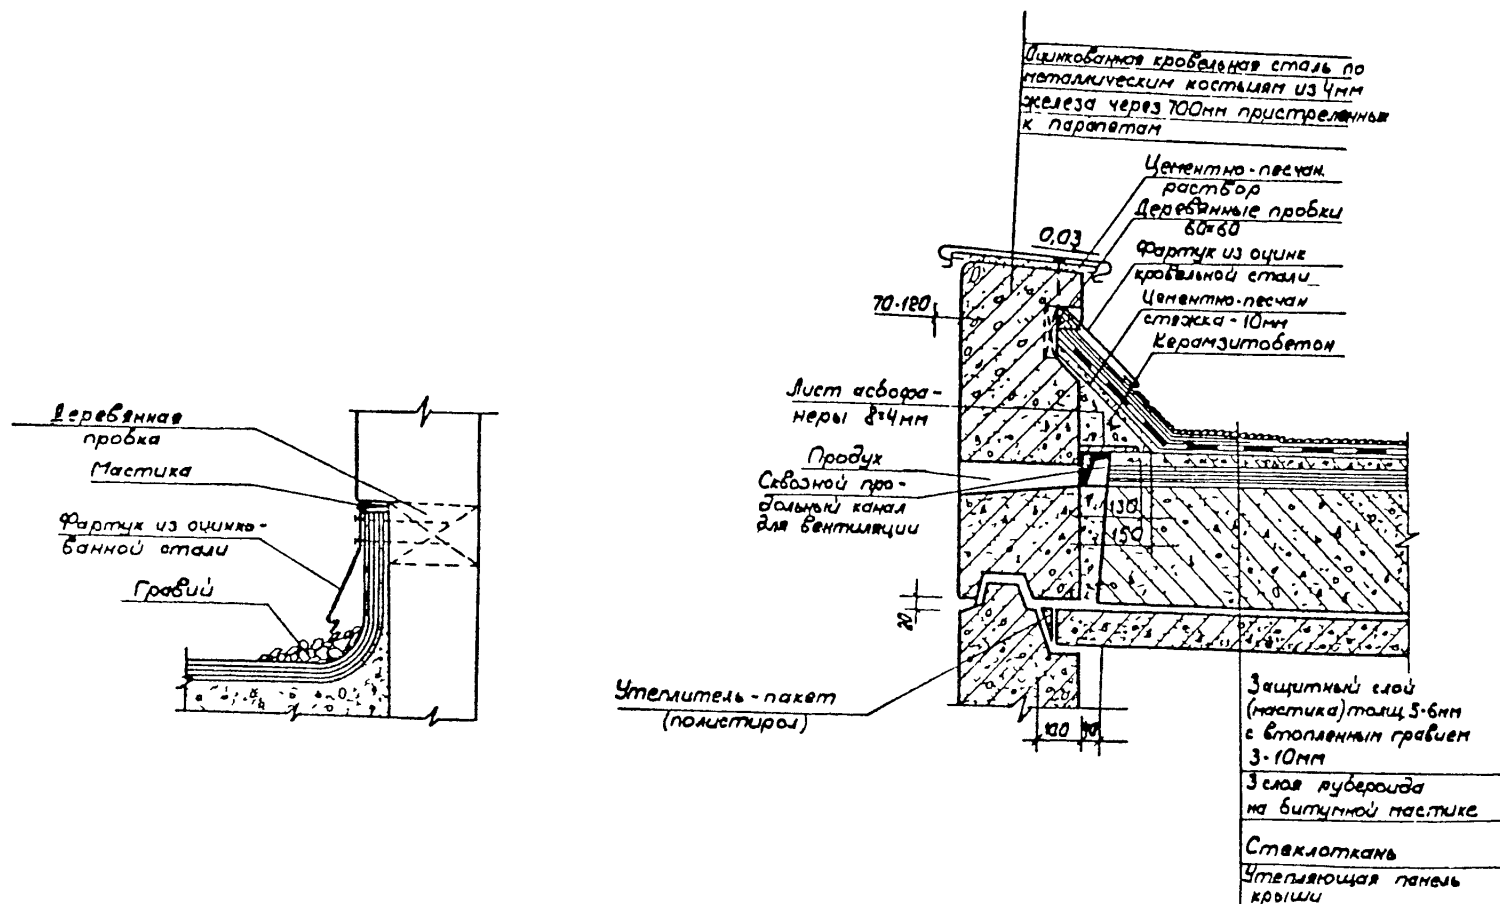 Деревянная
пробка
Мастика
Фартук из оцинко-
ванной стали
Гравий
Оцинкованная кровельная сталь по
металлическим костылям из 4мм
железа через 700мм пристреленных
к парапетам
Цементно-песчан.
раствор
Деревянные пробки
60×60
Фартук из оцинк
кровельной стали
Цементно-песчан
стяжка-10мм
Керамзитобетон
0,03
70-120
Лист асбофа-
неры δ=4мм
Продух
Сквозной про-
дольный канал
для вентиляции
130
150
20
Утеплитель-пакет
(полистирол)
100
Защитный слой
(мастика) толщ 5-6мм
с втопленным гравием
3-10мм
3 слоя рубероида
на битумной мастике
Стеклоткань
Утепляющая панель
крыши